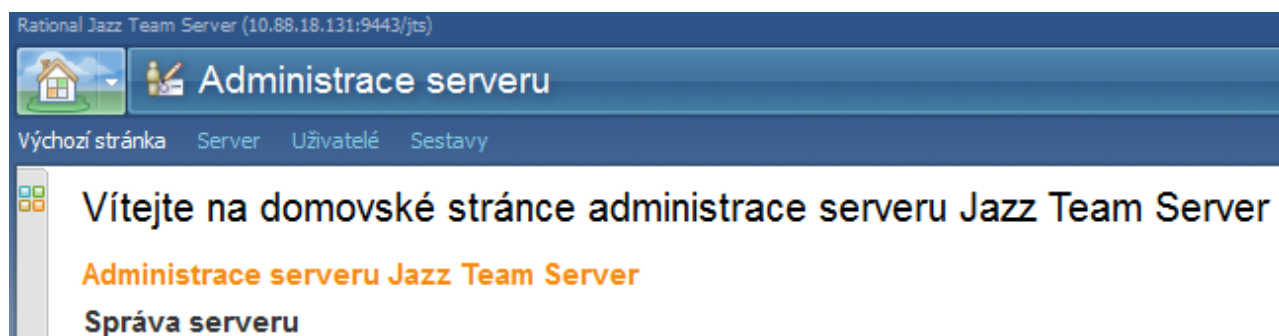 Rational Jazz Team Server (10.88.18.131:9443/jts)
Administrace serveru
Výchozí stránka Server Uživatelé Sestavy
Vítejte na domovské stránce administrace serveru Jazz Team Server
Administrace serveru Jazz Team Server
Správa serveru